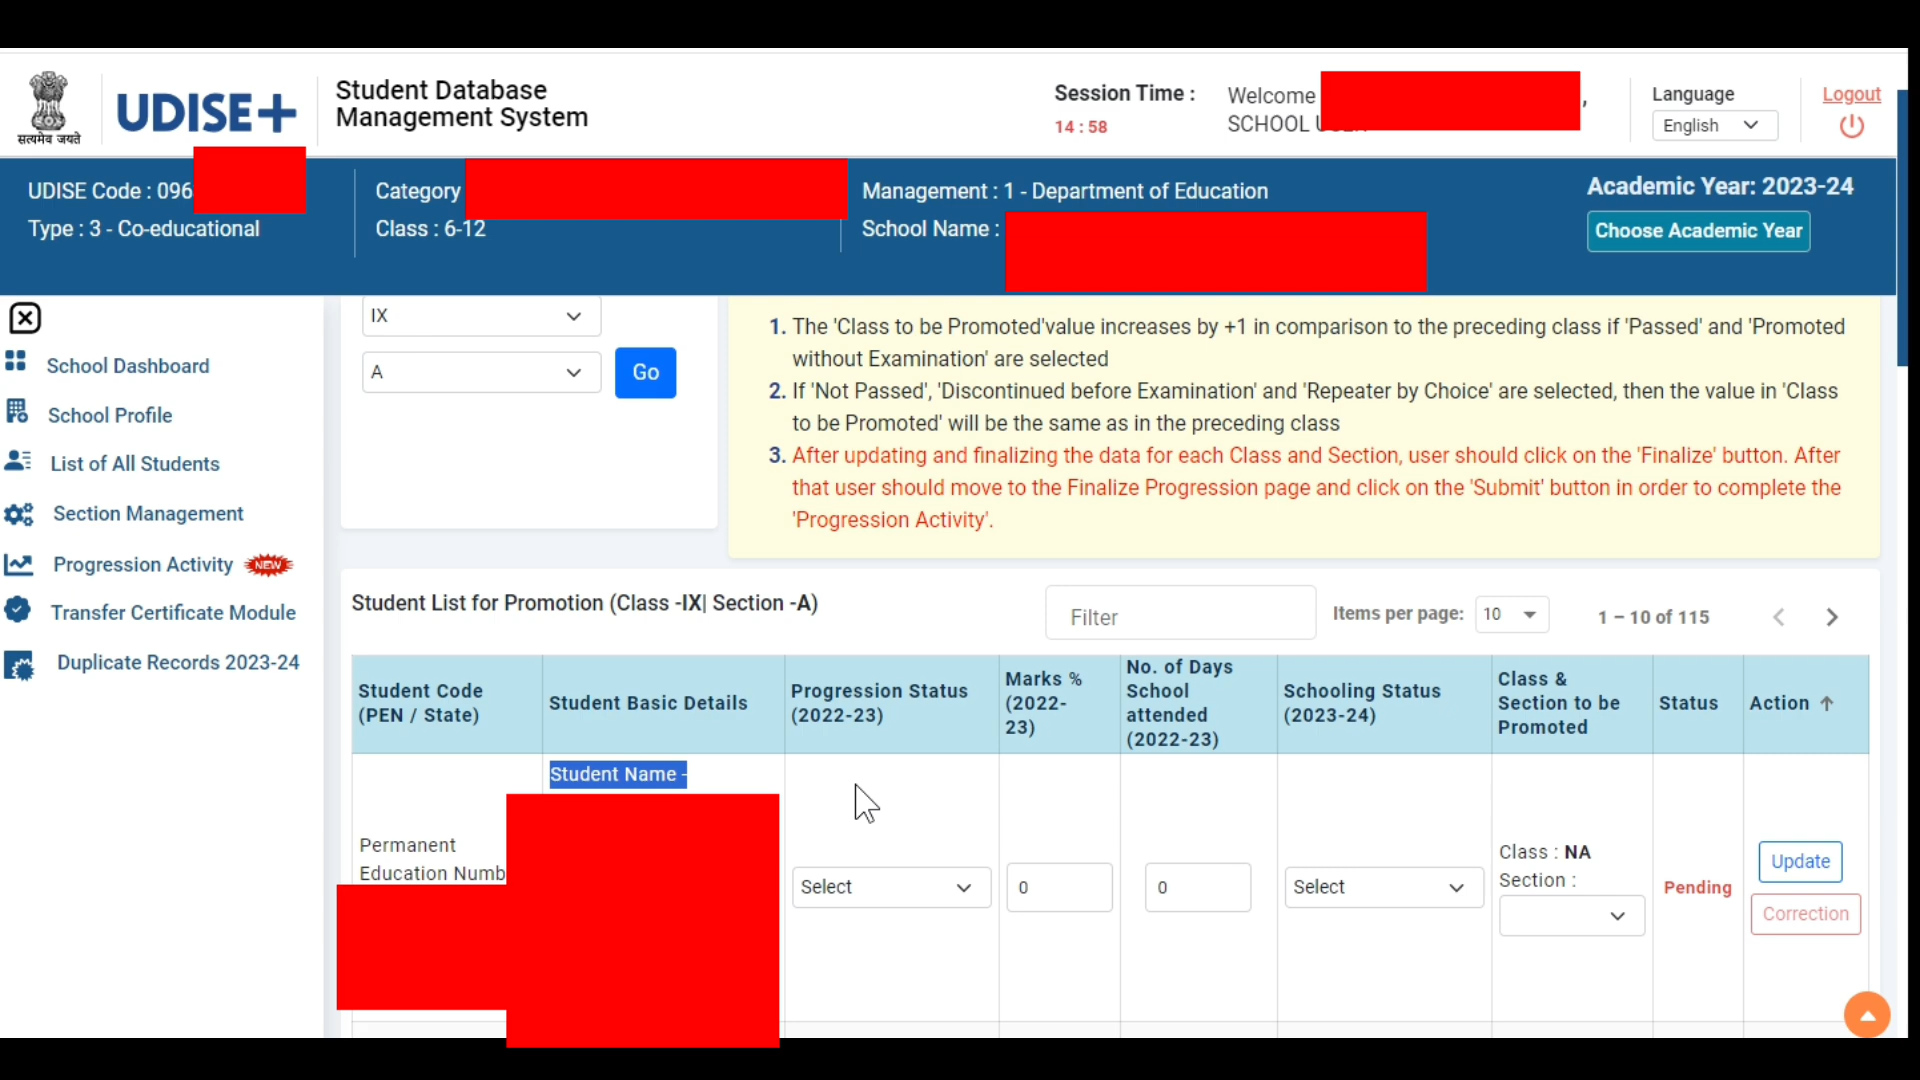 सत्यमेव जयते
UDISE+
Student Database
Management System
Session Time :
14 : 58
Welcome ,
SCHOOL
Language
English
Logout
UDISE Code : 096
Type : 3 - Co-educational
Category
Class : 6-12
Management : 1 - Department of Education
School Name :
Academic Year: 2023-24
Choose Academic Year
School Dashboard
School Profile
List of All Students
Section Management
Progression Activity NEW
Transfer Certificate Module
Duplicate Records 2023-24
IX
A
Go
1. The 'Class to be Promoted'value increases by +1 in comparison to the preceding class if 'Passed' and 'Promoted
without Examination' are selected
2. If 'Not Passed', 'Discontinued before Examination' and 'Repeater by Choice' are selected, then the value in 'Class
to be Promoted' will be the same as in the preceding class
3. After updating and finalizing the data for each Class and Section, user should click on the 'Finalize' button. After
that user should move to the Finalize Progression page and click on the 'Submit' button in order to complete the
'Progression Activity'.
Student List for Promotion (Class -IX| Section -A)
Filter
Items per page: 10
1 – 10 of 115
Student Code
(PEN / State)
Student Basic Details
Progression Status
(2022-23)
Marks %
(2022-
23)
No. of Days
School
attended
(2022-23)
Schooling Status
(2023-24)
Class &
Section to be
Promoted
Status
Action
Permanent
Education Numb
Student Name -
Select
0
0
Select
Class : NA
Section :
Pending
Update
Correction